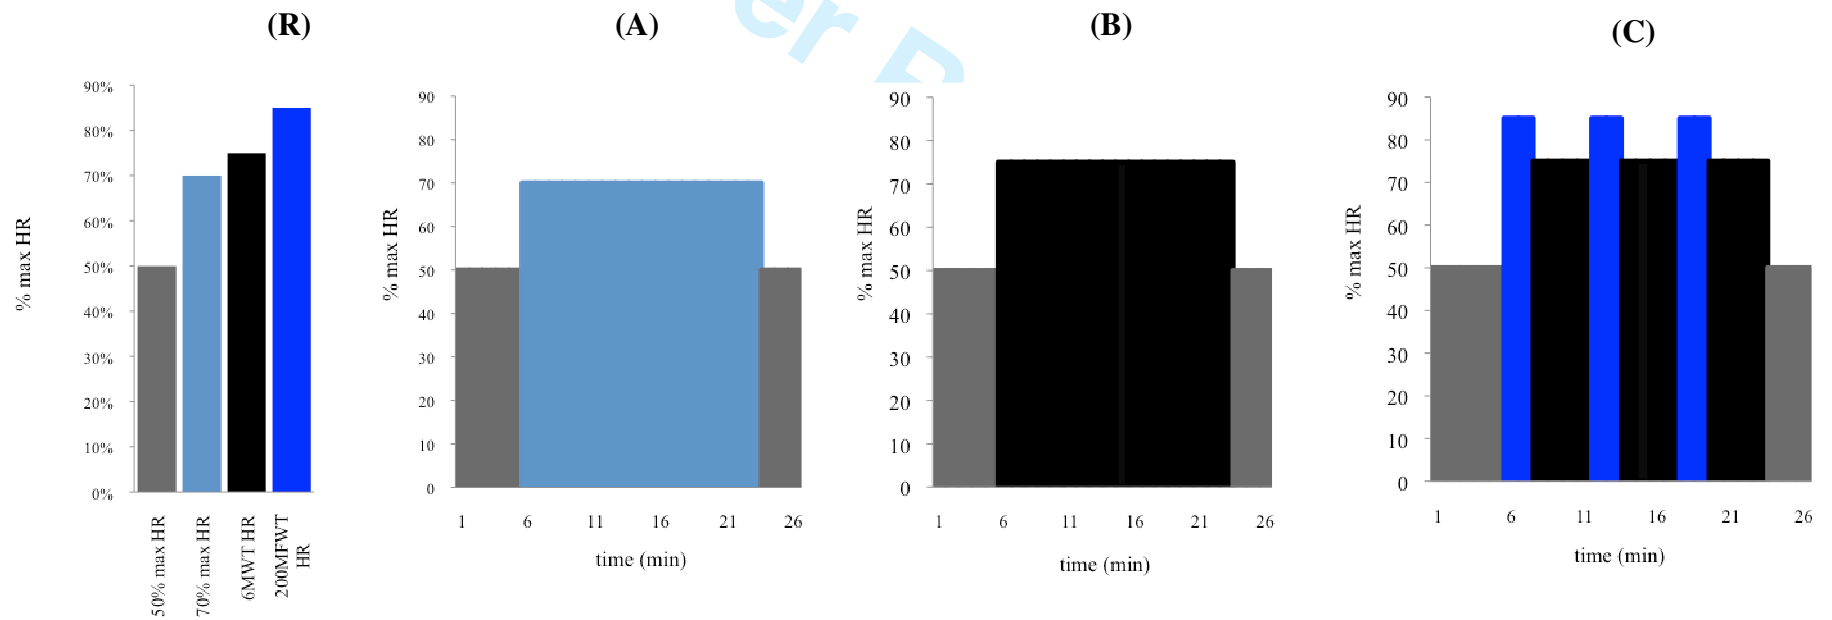 (R)
(A)
(B)
(C)
er R
% max HR
90%
80%
70%
60%
50%
40%
30%
20%
10%
0%
50% max HR
70% max HR
6MWT HR
200MFWT
HR
% max HR
90
80
70
60
50
40
30
20
10
0
1 6 11 16 21 26
time (min)
% max HR
90
80
70
60
50
40
30
20
10
0
1 6 11 16 21 26
time (min)
% max HR
90
80
70
60
50
40
30
20
10
0
1 6 11 16 21 26
time (min)